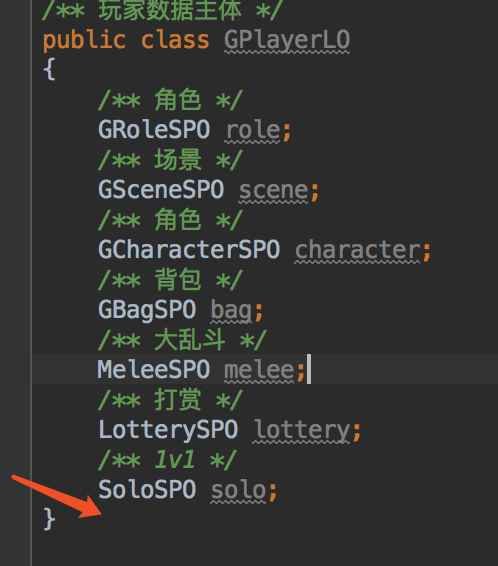 /** 玩家数据主体 */
public class GPlayerLO
{
/** 角色 */
GRoleSPO role;
/** 场景 */
GSceneSPO scene;
/** 角色 */
GCharacterSPO character;
/** 背包 */
GBagSPO bag;
/** 大乱斗 */
MeleeSPO melee;
/** 打赏 */
LotterySPO lottery;
/** 1v1 */
SoloSPO solo;
}